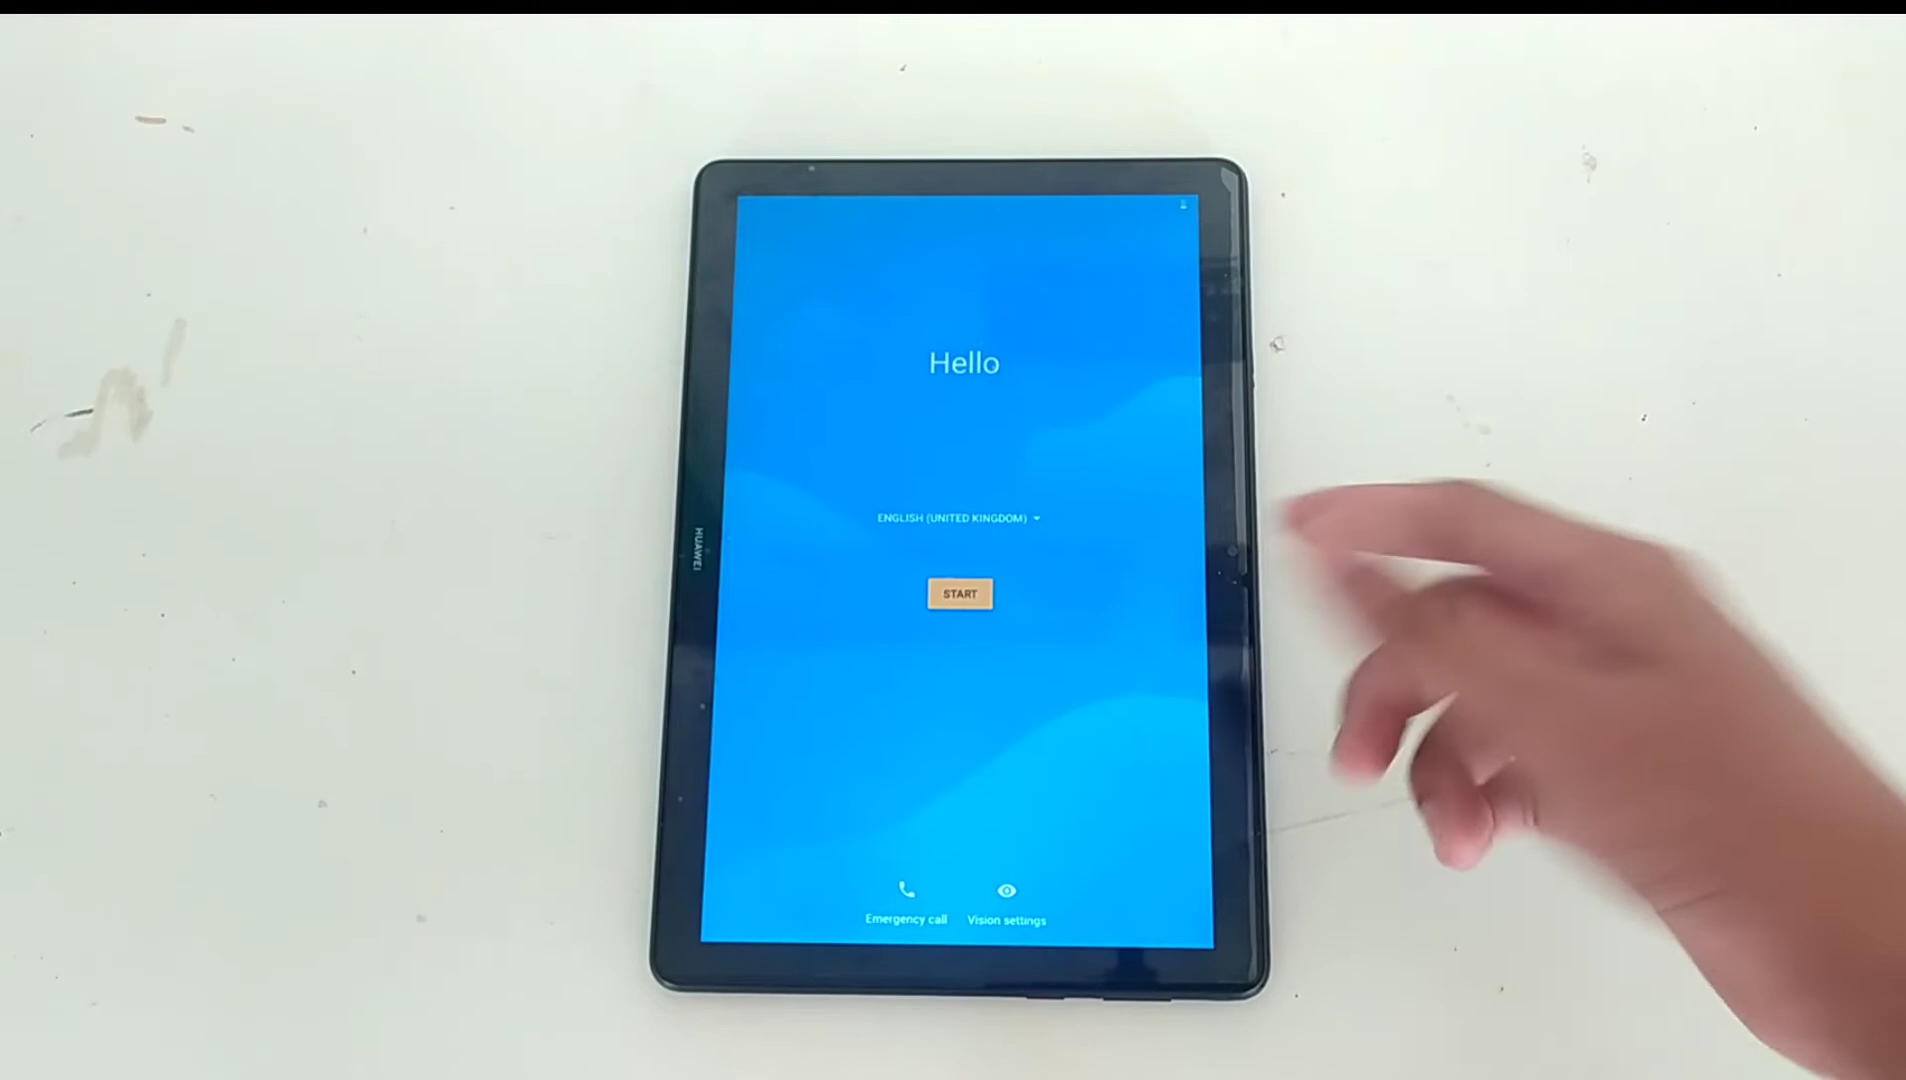 Hello
ENGLISH (UNITED KINGDOM)
HUAWEI
START
Emergency call
Vision settings